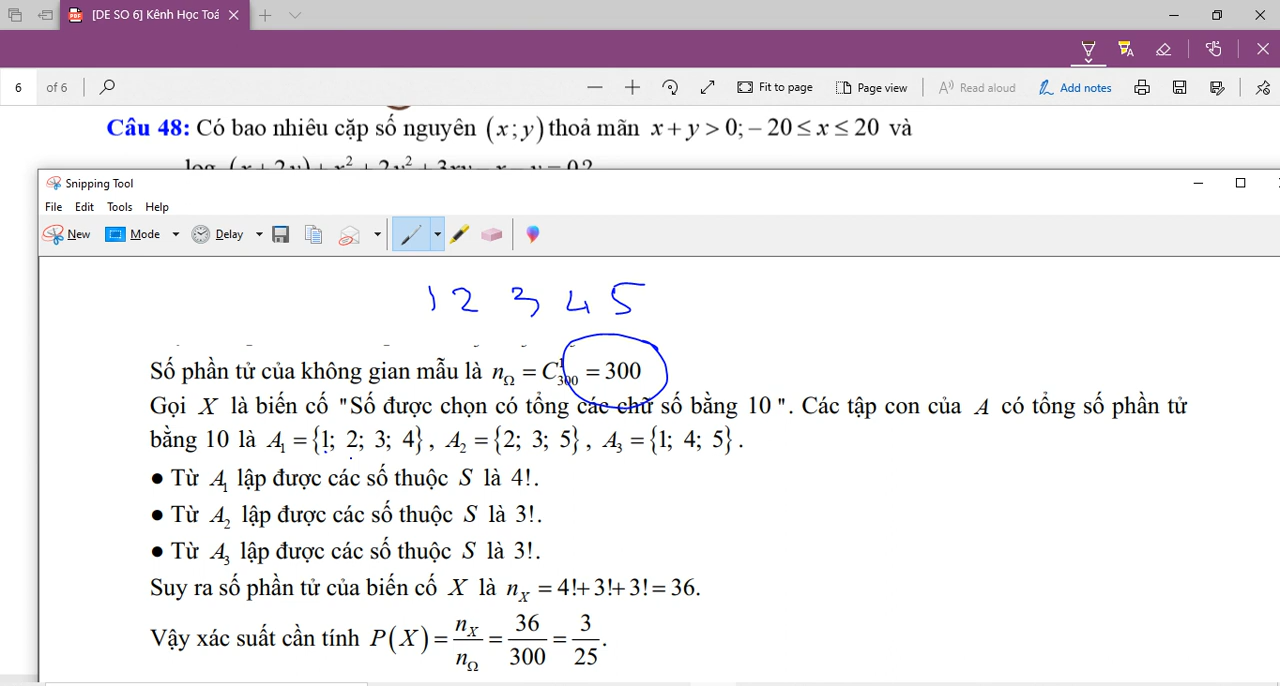 [DE SO 6] Kênh Học Toá
6 of 6
Fit to page
Page view
Read aloud
Add notes
Câu 48: Có bao nhiêu cặp số nguyên (x; y) thoả mãn x + y > 0; −20 ≤ x ≤ 20 và
Snipping Tool
File Edit Tools Help
New Mode Delay
1 2 3 4 5
Số phần tử của không gian mẫu là n_Ω = C^1_300 = 300
Gọi X là biến cố "Số được chọn có tổng các chữ số bằng 10". Các tập con của A có tổng số phần tử
bằng 10 là A_1 = {1; 2; 3; 4}, A_2 = {2; 3; 5}, A_3 = {1; 4; 5}.
● Từ A_1 lập được các số thuộc S là 4!.
● Từ A_2 lập được các số thuộc S là 3!.
● Từ A_3 lập được các số thuộc S là 3!.
Suy ra số phần tử của biến cố X là n_X = 4!+3!+3! = 36.
Vậy xác suất cần tính P(X) = n_X/n_Ω = 36/300 = 3/25.